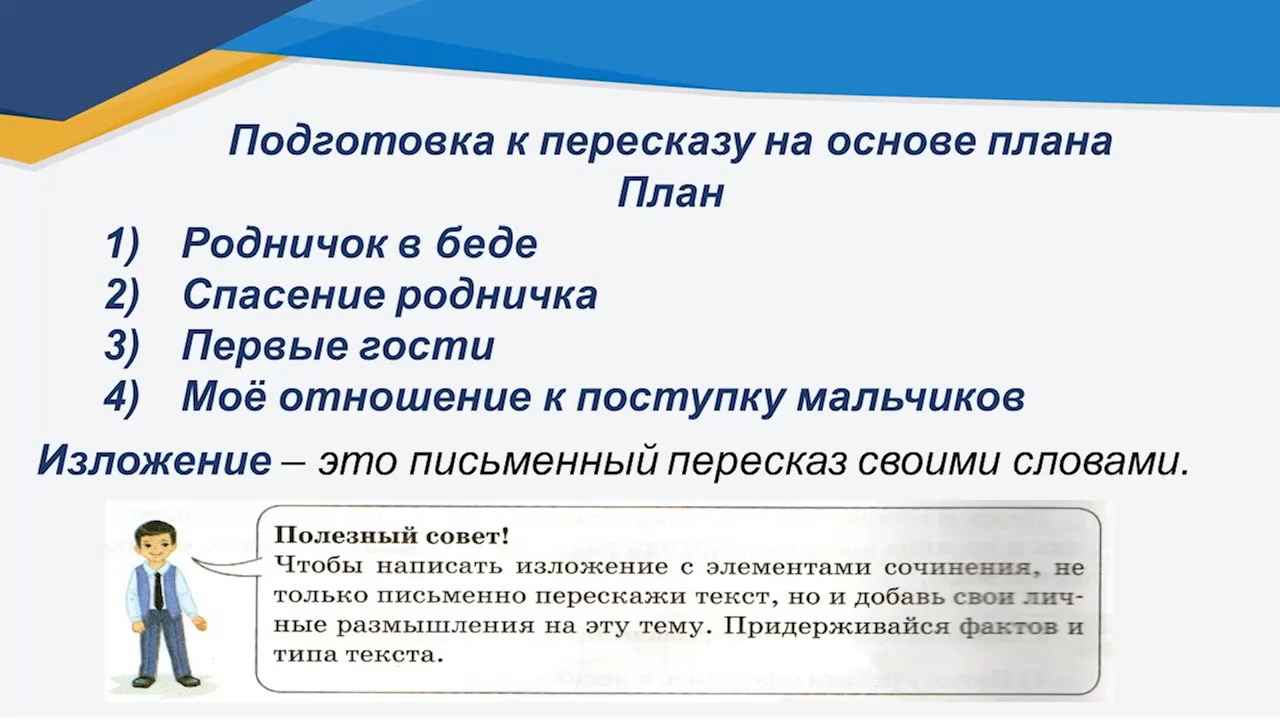 Подготовка к пересказу на основе плана
План
1) Родничок в беде
2) Спасение родничка
3) Первые гости
4) Моё отношение к поступку мальчиков
Изложение – это письменный пересказ своими словами.
Полезный совет!
Чтобы написать изложение с элементами сочинения, не
только письменно перескажи текст, но и добавь свои лич-
ные размышления на эту тему. Придерживайся фактов и
типа текста.